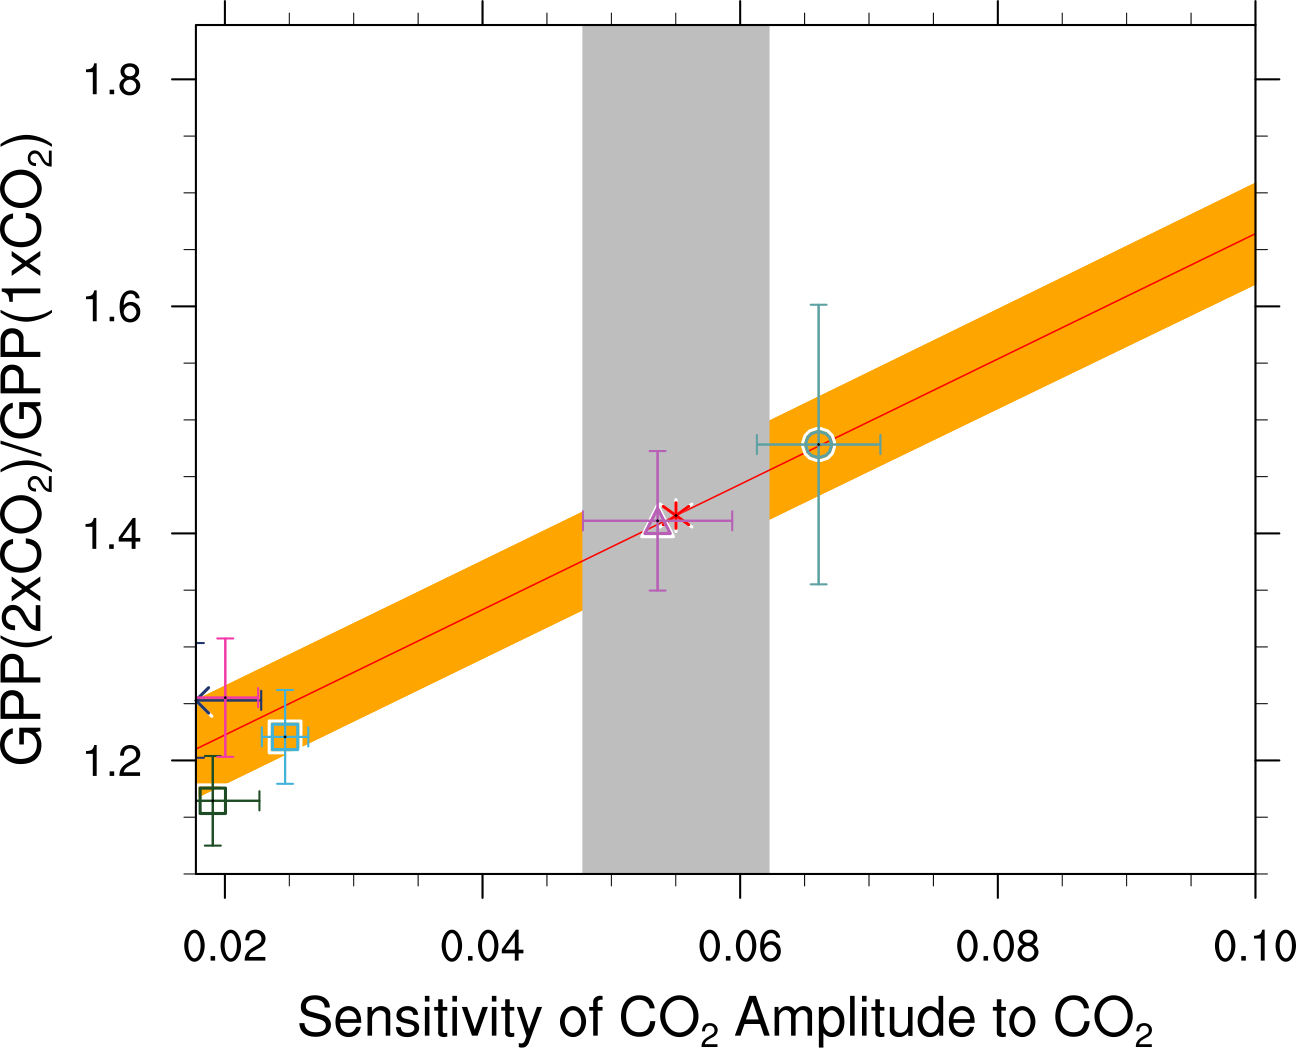 GPP(2xCO₂)/GPP(1xCO₂)
1.8
1.6
1.4
1.2
0.02 0.04 0.06 0.08 0.10
Sensitivity of CO₂ Amplitude to CO₂